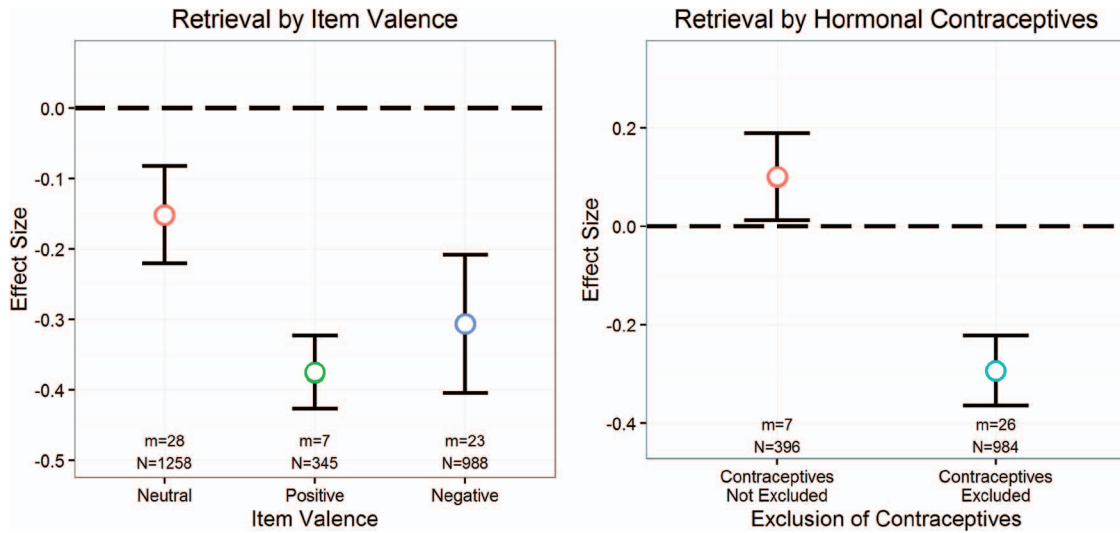 Retrieval by Item Valence
Effect Size
0.0
-0.1
-0.2
-0.3
-0.4
-0.5
m=28
N=1258
m=7
N=345
m=23
N=988
Neutral
Positive
Negative
Item Valence
Retrieval by Hormonal Contraceptives
Effect Size
0.2
0.0
-0.2
-0.4
m=7
N=396
m=26
N=984
Contraceptives
Not Excluded
Contraceptives
Excluded
Exclusion of Contraceptives